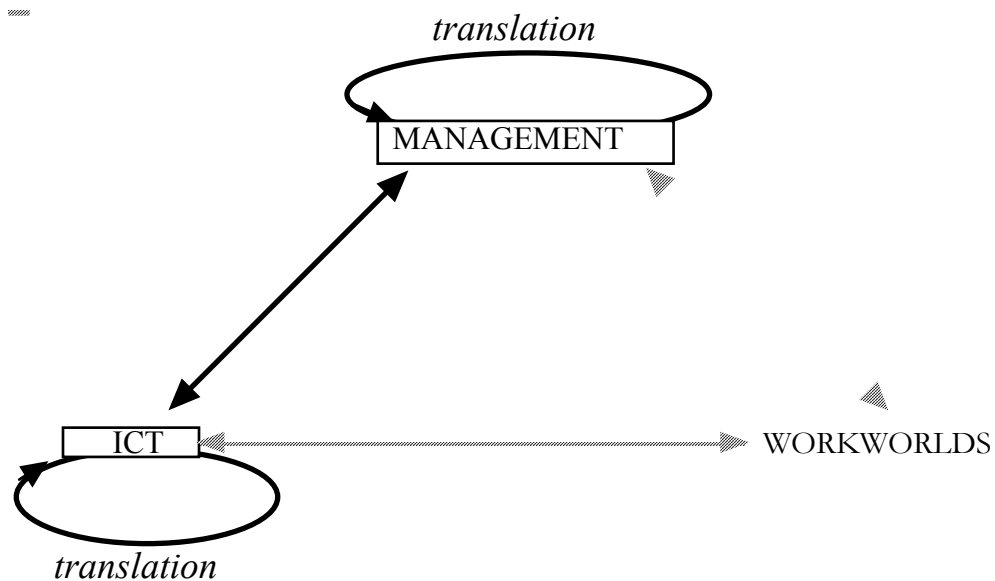 translation
MANAGEMENT
ICT
WORKWORLDS
translation